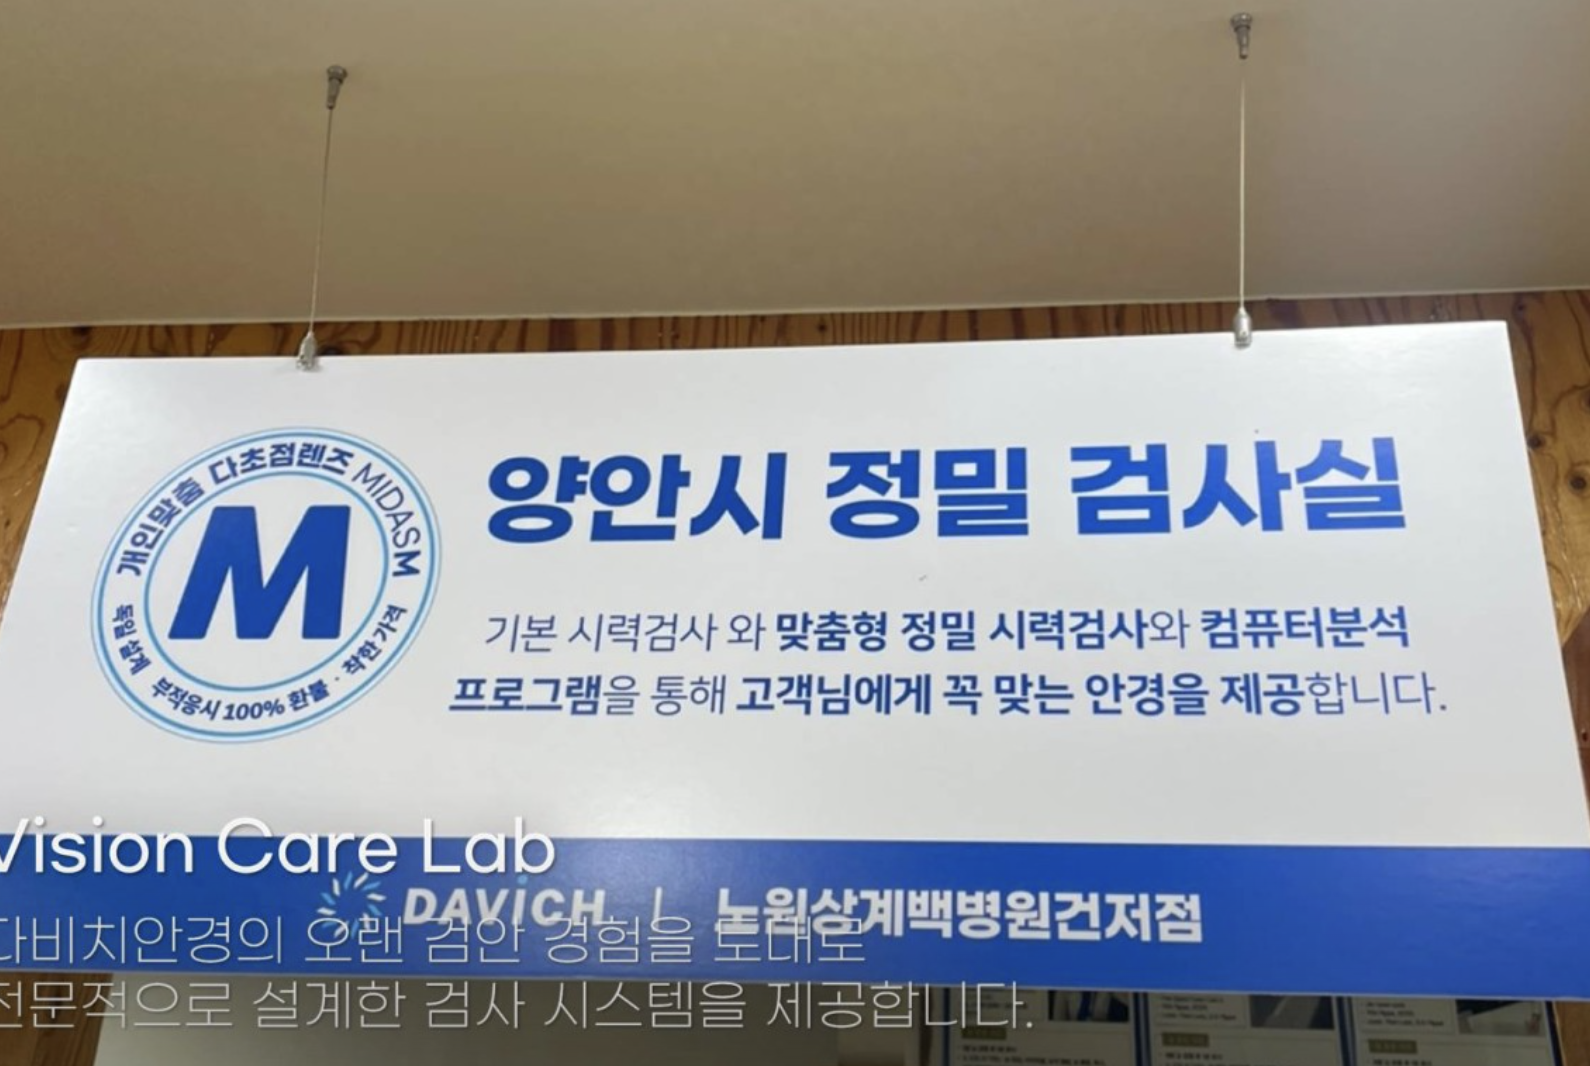 개인맞춤 다초점렌즈 MIDASM
M
독일설계 부적응시 100% 환불 · 착한가격
양안시 정밀 검사실
기본 시력검사 와 맞춤형 정밀 시력검사와 컴퓨터분석
프로그램을 통해 고객님에게 꼭 맞는 안경을 제공합니다.
Vision Care Lab
DAVICH | 노원상계백병원건저점
다비치안경의 오랜 검안 경험을 토대로
전문적으로 설계한 검사 시스템을 제공합니다.